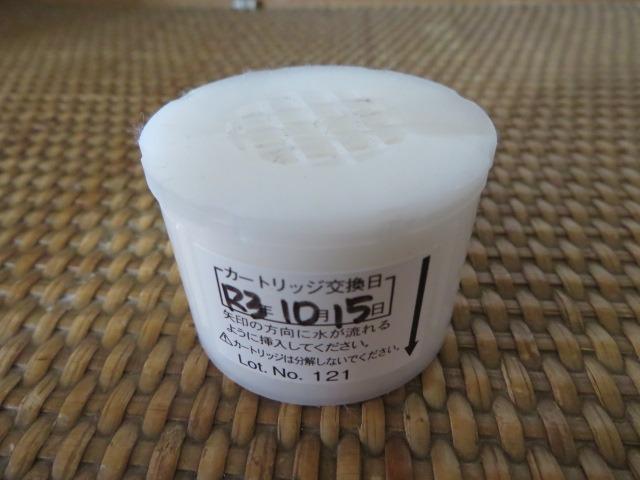 カートリッジ交換日
R3年10月15日
矢印の方向に水が流れる
ように挿入してください。
⚠カートリッジは分解しないでください。
Lot. No. 121